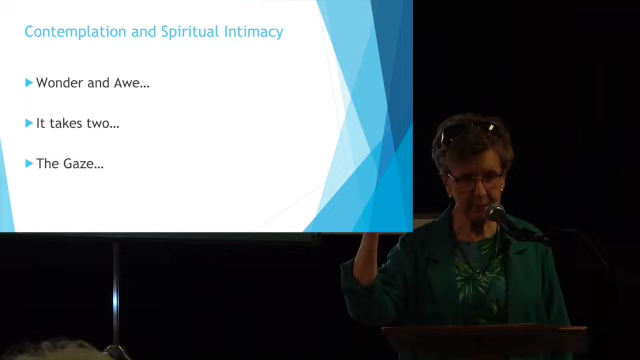 Contemplation and Spiritual Intimacy
Wonder and Awe…
It takes two…
The Gaze…